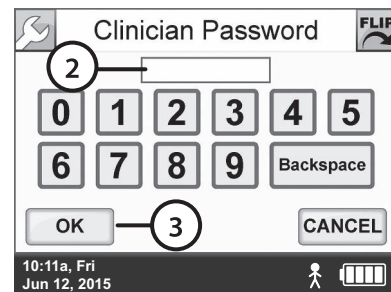 Clinician Password
FLIP
2
0 1 2 3 4 5
6 7 8 9 Backspace
OK 3 CANCEL
10:11a, Fri
Jun 12, 2015